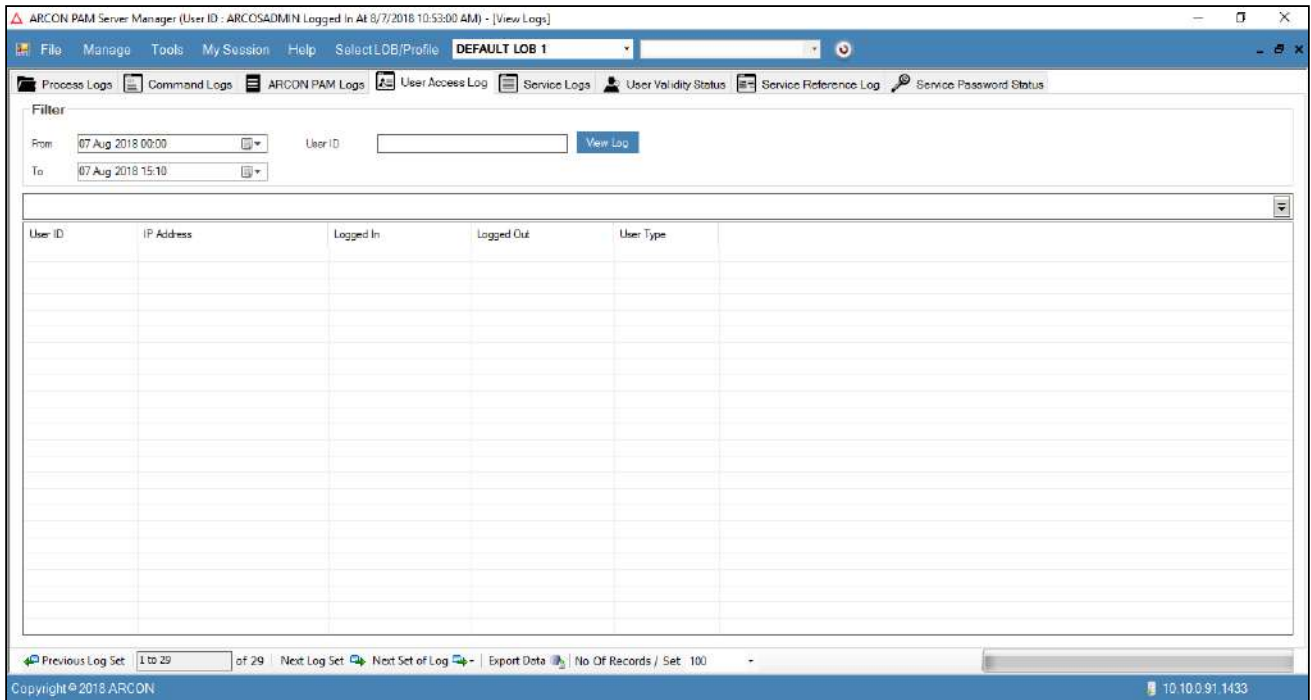 ARCON PAM Server Manager (User ID : ARCOSADMIN Logged In At 8/7/2018 10:53:00 AM) - [View Logs]
File Manage Tools My Session Help Select LOB/Profile DEFAULT LOB 1
Process Logs Command Logs ARCON PAM Logs User Access Log Service Logs User Validity Status Service Reference Log Service Password Status
Filter
From 07 Aug 2018 00:00 User ID View Log
To 07 Aug 2018 15:10
User ID IP Address Logged In Logged Out User Type
Previous Log Set 1 to 29 of 29 Next Log Set Next Set of Log Export Data No Of Records / Set 100
Copyright © 2018 ARCON 10.10.0.91,1433